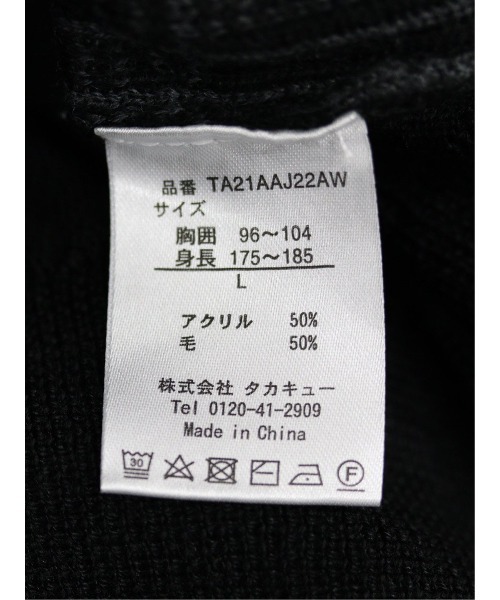 品番 TA21AAJ22AW
サイズ
胸囲 96〜104
身長 175〜185
L
アクリル 50%
毛 50%
株式会社 タカキュー
Tel 0120-41-2909
Made in China
30 F